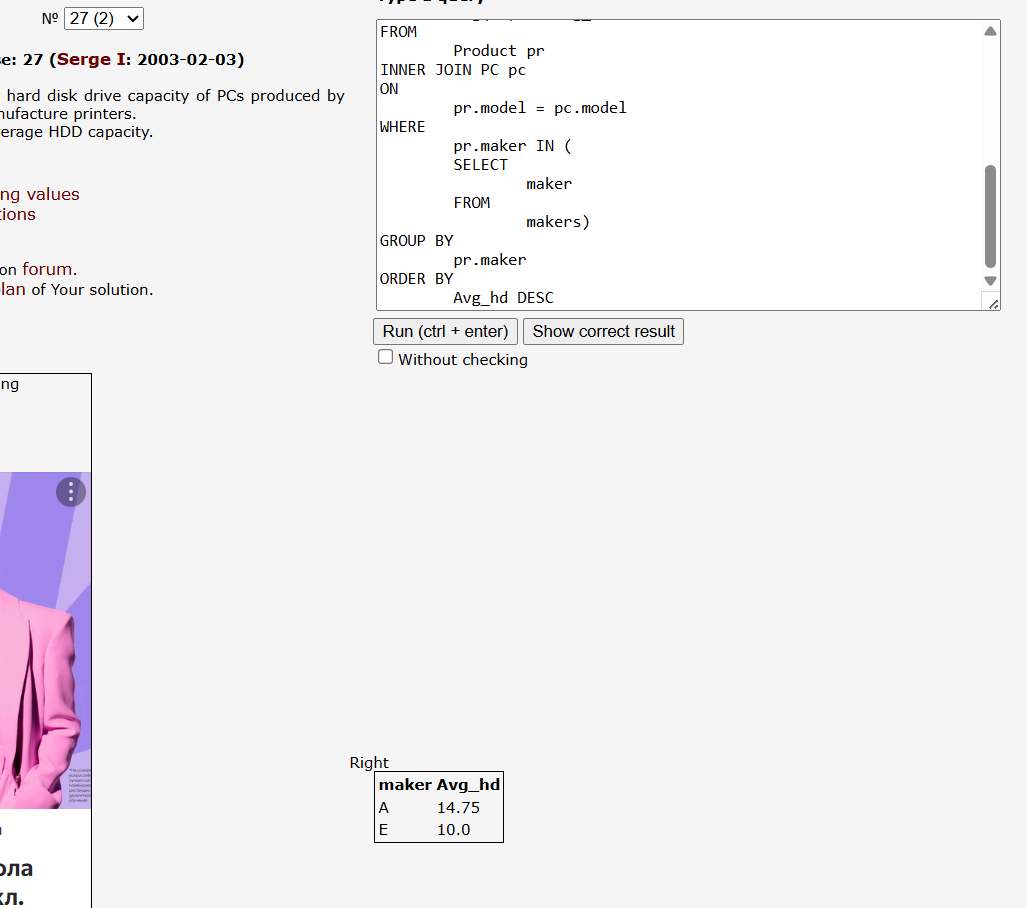 № 27 (2)
e: 27 (Serge I: 2003-02-03)
hard disk drive capacity of PCs produced by
nufacture printers.
erage HDD capacity.
ng values
tions
on forum.
lan of Your solution.
ng
ола
кл.
Type a query
FROM
Product pr
INNER JOIN PC pc
ON
pr.model = pc.model
WHERE
pr.maker IN (
SELECT
maker
FROM
makers)
GROUP BY
pr.maker
ORDER BY
Avg_hd DESC
Run (ctrl + enter) Show correct result
Without checking
Right
maker Avg_hd
A 14.75
E 10.0